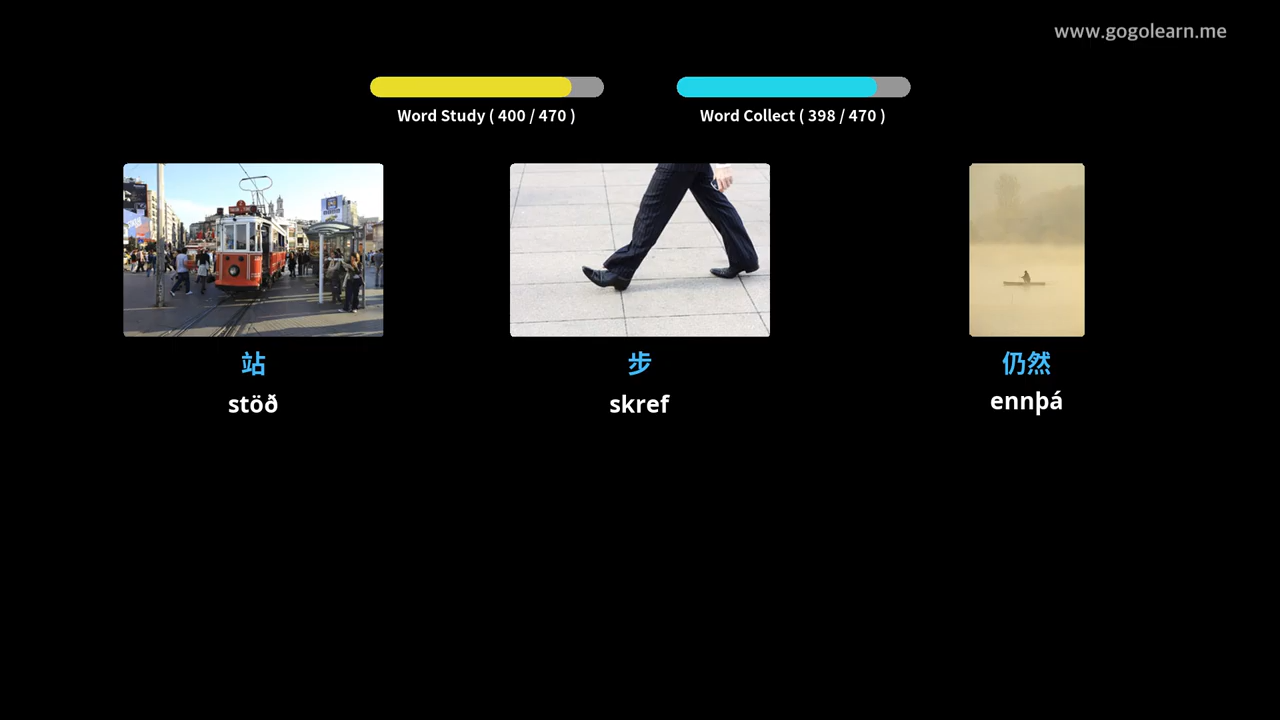 www.gogolearn.me
Word Study ( 400 / 470 )
Word Collect ( 398 / 470 )
站
步
仍然
stöð
skref
ennþá